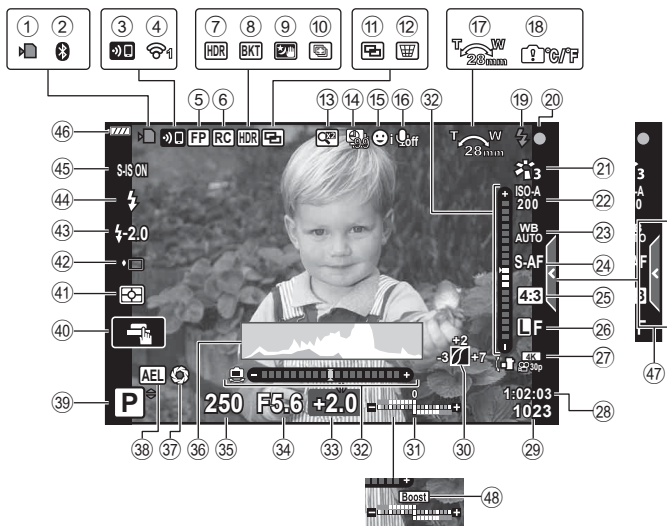 ① ② ③ ④ ⑦ ⑧ ⑨ ⑩ ⑪ ⑫ ⑰ ⑱
1 HDR BKT T W 28mm °C/°F
⑤ ⑥ ⑬ ⑭ ⑮ ⑯ ㉜ ⑲ ⑳
㊻ FP RC HDR X2 i off T W 28mm
㊺ S-IS ON 3 ㉑ 3
㊹ ISO-A 200 ㉒
㊸ -2.0 WB AUTO ㉓
㊷ S-AF ㉔ F
㊶ 4:3 ㉕
㊵ L F ㉖
+2 -3 +7 4K 30p ㉗ ㊼
AEL 1:02:03 ㉘
㊴ P 250 F5.6 +2.0 0 1023
㊳ ㊲ ㊱ ㉟ ㉞ ㉝ ㉜ ㉛ ㉚ ㉙
Boost ㊽